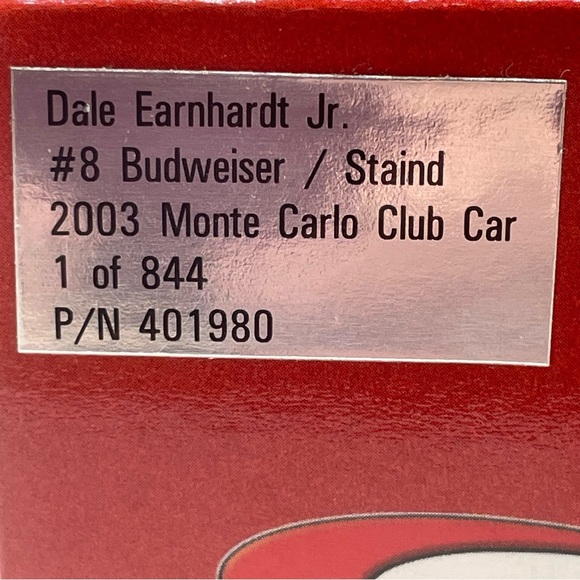 Dale Earnhardt Jr.
#8 Budweiser / Staind
2003 Monte Carlo Club Car
1 of 844
P/N 401980